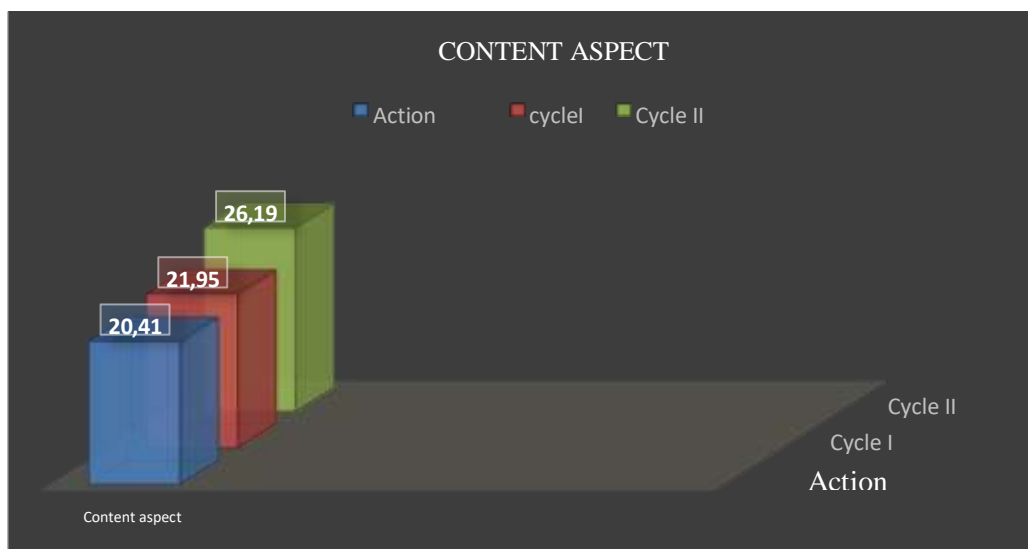 CONTENT ASPECT
Action cycleI Cycle II
26,19
21,95
20,41
Cycle II
Cycle I
Action
Content aspect